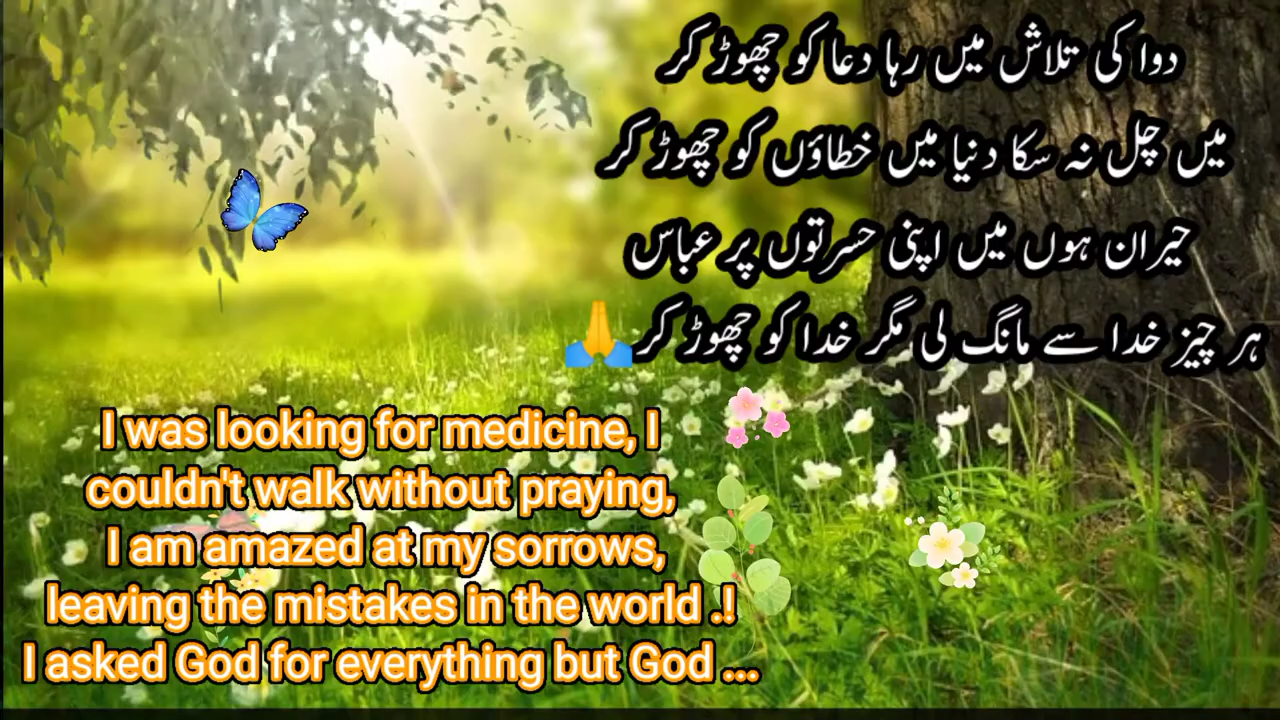 دوا کی تلاش میں رہا دعا کو چھوڑ کر
میں چل نہ سکا دنیا میں خطاؤں کو چھوڑ کر
حیران ہوں میں اپنی حسرتوں پر عباس
ہر چیز خدا سے مانگ لی مگر خدا کو چھوڑ کر🙏
I was looking for medicine, I
couldn't walk without praying,
I am amazed at my sorrows,
leaving the mistakes in the world .!
I asked God for everything but God ...